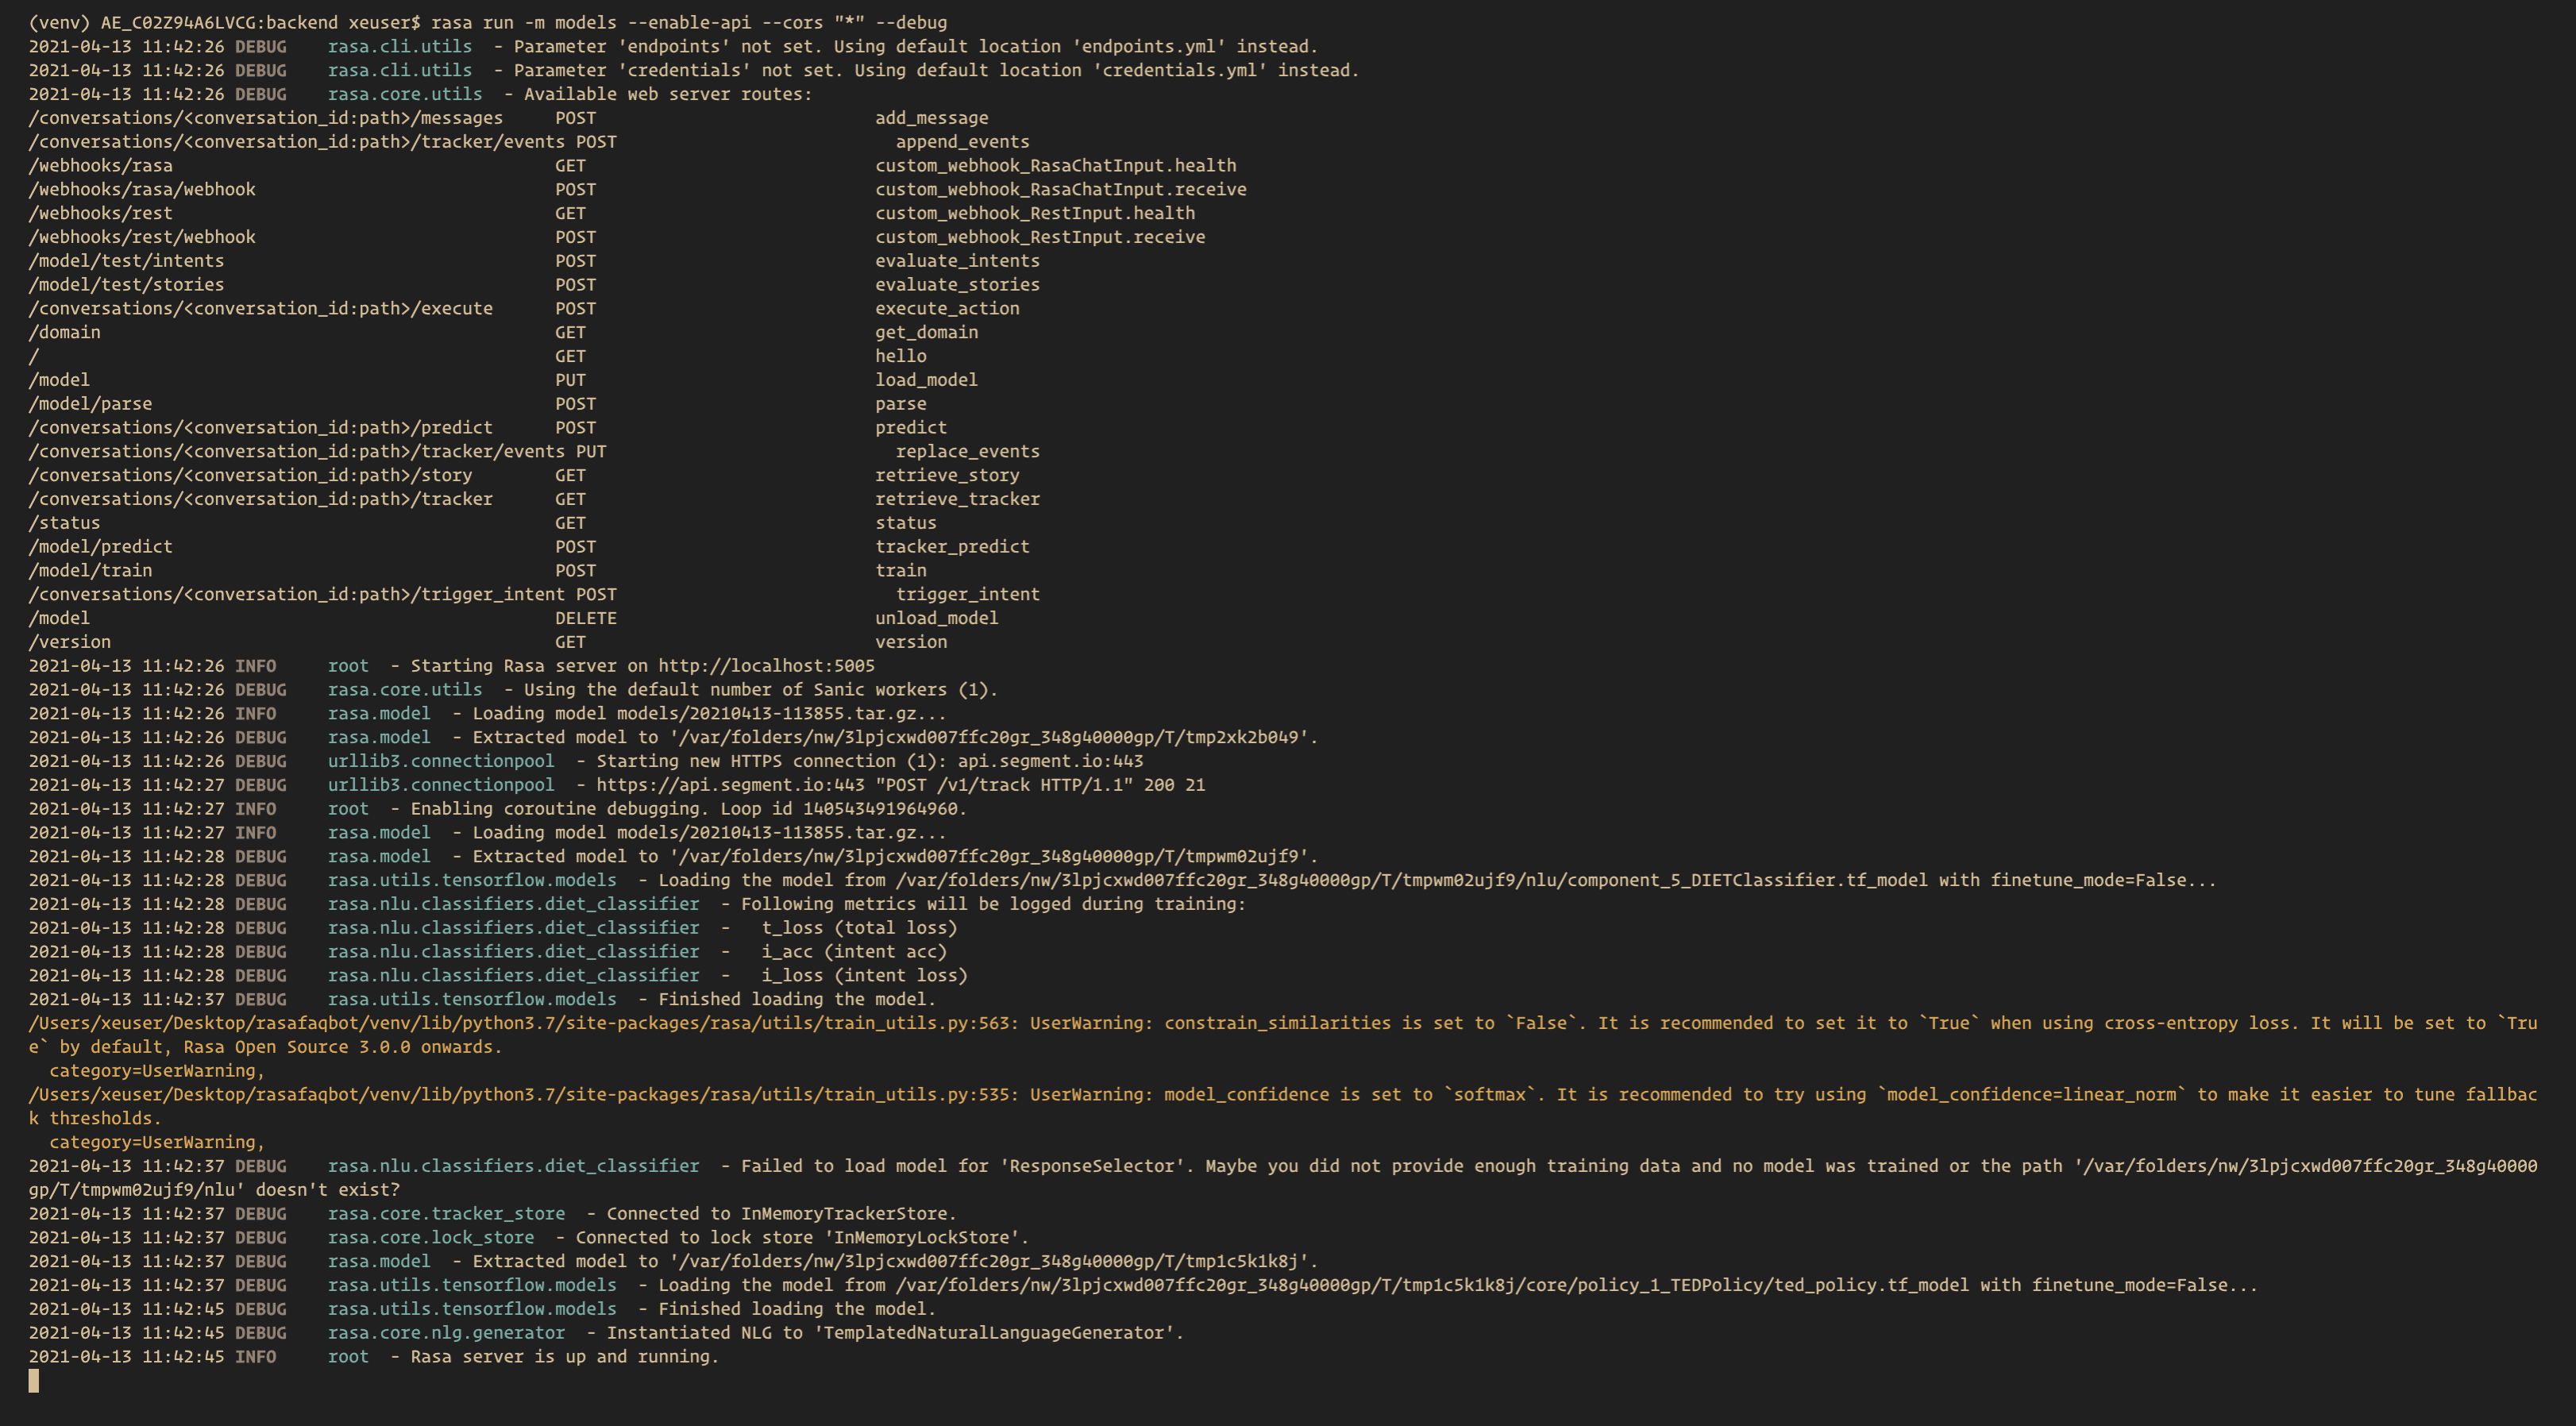 (venv) AE_C02Z94A6LVCG:backend xeuser$ rasa run -m models --enable-api --cors "*" --debug
2021-04-13 11:42:26 DEBUG    rasa.cli.utils  - Parameter 'endpoints' not set. Using default location 'endpoints.yml' instead.
2021-04-13 11:42:26 DEBUG    rasa.cli.utils  - Parameter 'credentials' not set. Using default location 'credentials.yml' instead.
2021-04-13 11:42:26 DEBUG    rasa.core.utils  - Available web server routes:
/conversations/<conversation_id:path>/messages     POST                           add_message
/conversations/<conversation_id:path>/tracker/events POST                           append_events
/webhooks/rasa                                     GET                            custom_webhook_RasaChatInput.health
/webhooks/rasa/webhook                             POST                           custom_webhook_RasaChatInput.receive
/webhooks/rest                                     GET                            custom_webhook_RestInput.health
/webhooks/rest/webhook                             POST                           custom_webhook_RestInput.receive
/model/test/intents                                POST                           evaluate_intents
/model/test/stories                                POST                           evaluate_stories
/conversations/<conversation_id:path>/execute      POST                           execute_action
/domain                                            GET                            get_domain
/                                                  GET                            hello
/model                                             PUT                            load_model
/model/parse                                       POST                           parse
/conversations/<conversation_id:path>/predict      POST                           predict
/conversations/<conversation_id:path>/tracker/events PUT                            replace_events
/conversations/<conversation_id:path>/story        GET                            retrieve_story
/conversations/<conversation_id:path>/tracker      GET                            retrieve_tracker
/status                                            GET                            status
/model/predict                                     POST                           tracker_predict
/model/train                                       POST                           train
/conversations/<conversation_id:path>/trigger_intent POST                           trigger_intent
/model                                             DELETE                         unload_model
/version                                           GET                            version
2021-04-13 11:42:26 INFO     root  - Starting Rasa server on http://localhost:5005
2021-04-13 11:42:26 DEBUG    rasa.core.utils  - Using the default number of Sanic workers (1).
2021-04-13 11:42:26 INFO     rasa.model  - Loading model models/20210413-113855.tar.gz...
2021-04-13 11:42:26 DEBUG    rasa.model  - Extracted model to '/var/folders/nw/3lpjcxwd007ffc20gr_348g40000gp/T/tmp2xk2b049'.
2021-04-13 11:42:26 DEBUG    urllib3.connectionpool  - Starting new HTTPS connection (1): api.segment.io:443
2021-04-13 11:42:27 DEBUG    urllib3.connectionpool  - https://api.segment.io:443 "POST /v1/track HTTP/1.1" 200 21
2021-04-13 11:42:27 INFO     root  - Enabling coroutine debugging. Loop id 140543491964960.
2021-04-13 11:42:27 INFO     rasa.model  - Loading model models/20210413-113855.tar.gz...
2021-04-13 11:42:28 DEBUG    rasa.model  - Extracted model to '/var/folders/nw/3lpjcxwd007ffc20gr_348g40000gp/T/tmpwm02ujf9'.
2021-04-13 11:42:28 DEBUG    rasa.utils.tensorflow.models  - Loading the model from /var/folders/nw/3lpjcxwd007ffc20gr_348g40000gp/T/tmpwm02ujf9/nlu/component_5_DIETClassifier.tf_model with finetune_mode=False...
2021-04-13 11:42:28 DEBUG    rasa.nlu.classifiers.diet_classifier  - Following metrics will be logged during training:
2021-04-13 11:42:28 DEBUG    rasa.nlu.classifiers.diet_classifier  -   t_loss (total loss)
2021-04-13 11:42:28 DEBUG    rasa.nlu.classifiers.diet_classifier  -   i_acc (intent acc)
2021-04-13 11:42:28 DEBUG    rasa.nlu.classifiers.diet_classifier  -   i_loss (intent loss)
2021-04-13 11:42:37 DEBUG    rasa.utils.tensorflow.models  - Finished loading the model.
/Users/xeuser/Desktop/rasafaqbot/venv/lib/python3.7/site-packages/rasa/utils/train_utils.py:563: UserWarning: constrain_similarities is set to `False`. It is recommended to set it to `True` when using cross-entropy loss. It will be set to `Tru
e` by default, Rasa Open Source 3.0.0 onwards.
  category=UserWarning,
/Users/xeuser/Desktop/rasafaqbot/venv/lib/python3.7/site-packages/rasa/utils/train_utils.py:535: UserWarning: model_confidence is set to `softmax`. It is recommended to try using `model_confidence=linear_norm` to make it easier to tune fallbac
k thresholds.
  category=UserWarning,
2021-04-13 11:42:37 DEBUG    rasa.nlu.classifiers.diet_classifier  - Failed to load model for 'ResponseSelector'. Maybe you did not provide enough training data and no model was trained or the path '/var/folders/nw/3lpjcxwd007ffc20gr_348g40000
gp/T/tmpwm02ujf9/nlu' doesn't exist?
2021-04-13 11:42:37 DEBUG    rasa.core.tracker_store  - Connected to InMemoryTrackerStore.
2021-04-13 11:42:37 DEBUG    rasa.core.lock_store  - Connected to lock store 'InMemoryLockStore'.
2021-04-13 11:42:37 DEBUG    rasa.model  - Extracted model to '/var/folders/nw/3lpjcxwd007ffc20gr_348g40000gp/T/tmp1c5k1k8j'.
2021-04-13 11:42:37 DEBUG    rasa.utils.tensorflow.models  - Loading the model from /var/folders/nw/3lpjcxwd007ffc20gr_348g40000gp/T/tmp1c5k1k8j/core/policy_1_TEDPolicy/ted_policy.tf_model with finetune_mode=False...
2021-04-13 11:42:45 DEBUG    rasa.utils.tensorflow.models  - Finished loading the model.
2021-04-13 11:42:45 DEBUG    rasa.core.nlg.generator  - Instantiated NLG to 'TemplatedNaturalLanguageGenerator'.
2021-04-13 11:42:45 INFO     root  - Rasa server is up and running.